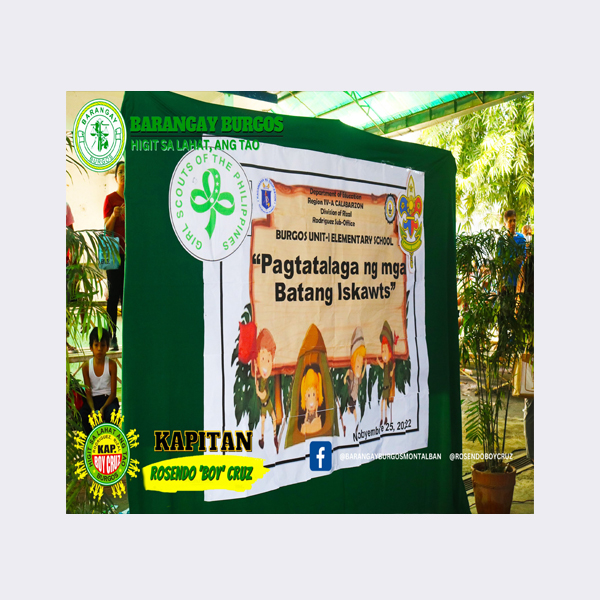 BARANGAY BURGOS
HIGIT SA LAHAT, ANG TAO
BARANGAY
GIRL SCOUTS OF THE PHILIPPINES
Department of Education
Region IV-A CALABARZON
Division of Rizal
Rodriguez Sub-Office
BURGOS UNIT-I ELEMENTARY SCHOOL
“Pagtatalaga ng mga
Batang Iskawts”
Nobyembre 25, 2022
KAP.
BOY CRUZ
BURGOS
KAPITAN
ROSENDO "BOY" CRUZ
f
@BARANGAYBURGOSMONTALBAN @ROSENDOBOYCRUZ